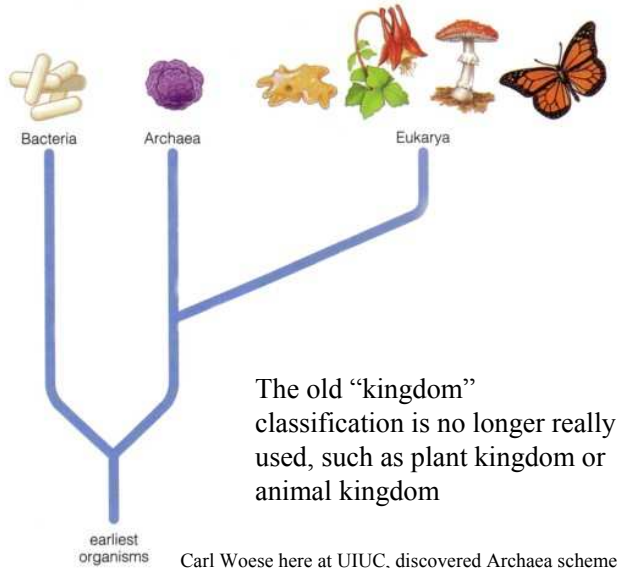 Bacteria
Archaea
Eukarya
The old “kingdom”
classification is no longer really
used, such as plant kingdom or
animal kingdom
earliest
organisms
Carl Woese here at UIUC, discovered Archaea scheme